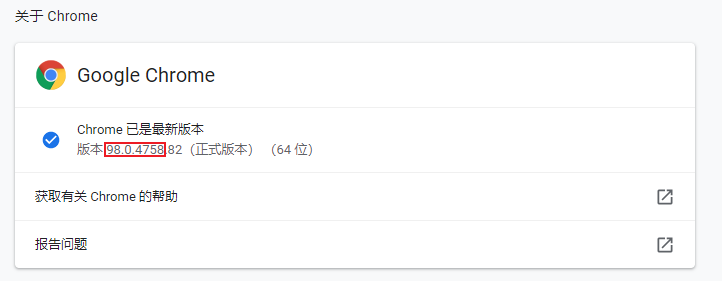 关于 Chrome
Google Chrome
Chrome 已是最新版本
版本 98.0.4758.82（正式版本） （64 位）
获取有关 Chrome 的帮助
报告问题